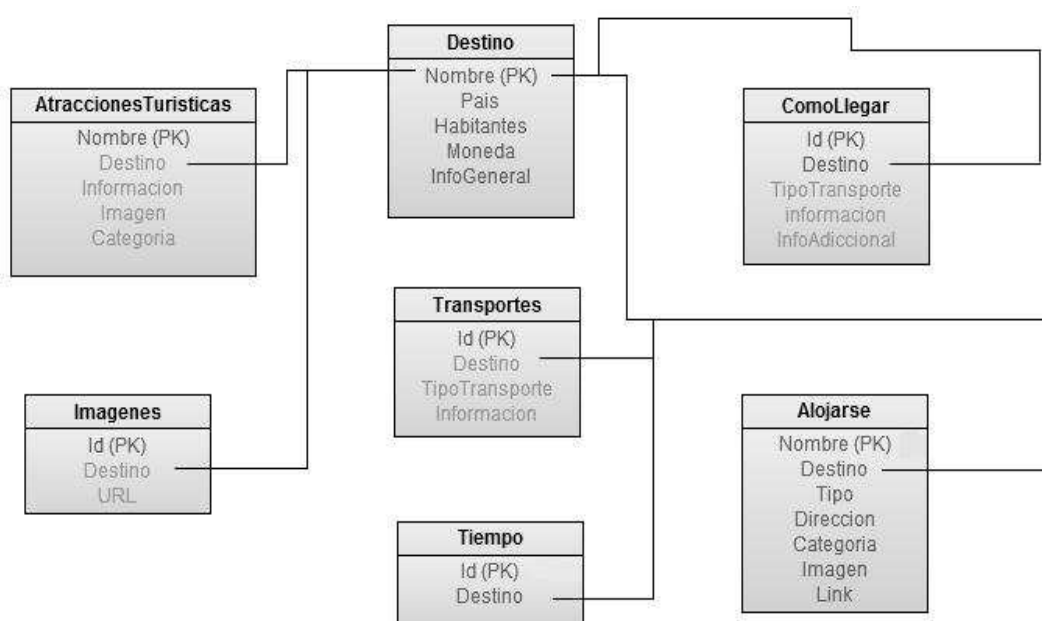 Destino
Nombre (PK)
Pais
Habitantes
Moneda
InfoGeneral
AtraccionesTuristicas
Nombre (PK)
Destino
Informacion
Imagen
Categoria
ComoLlegar
Id (PK)
Destino
TipoTransporte
informacion
InfoAdiccional
Transportes
Id (PK)
Destino
TipoTransporte
Informacion
Imagenes
Id (PK)
Destino
URL
Alojarse
Nombre (PK)
Destino
Tipo
Direccion
Categoria
Imagen
Link
Tiempo
Id (PK)
Destino